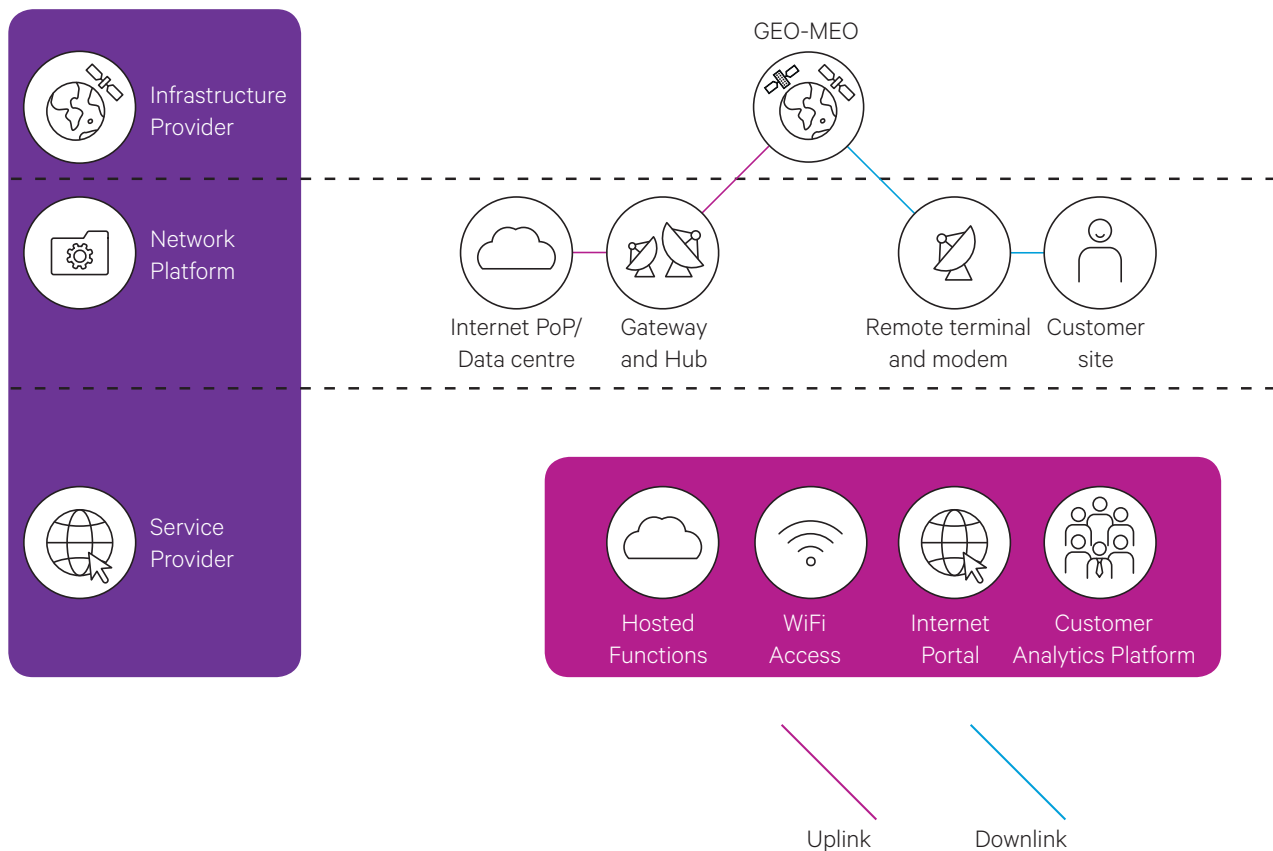 GEO-MEO
Infrastructure
Provider
Network
Platform
Internet PoP/
Data centre
Gateway
and Hub
Remote terminal
and modem
Customer
site
Service
Provider
Hosted
Functions
WiFi
Access
Internet
Portal
Customer
Analytics Platform
Uplink
Downlink